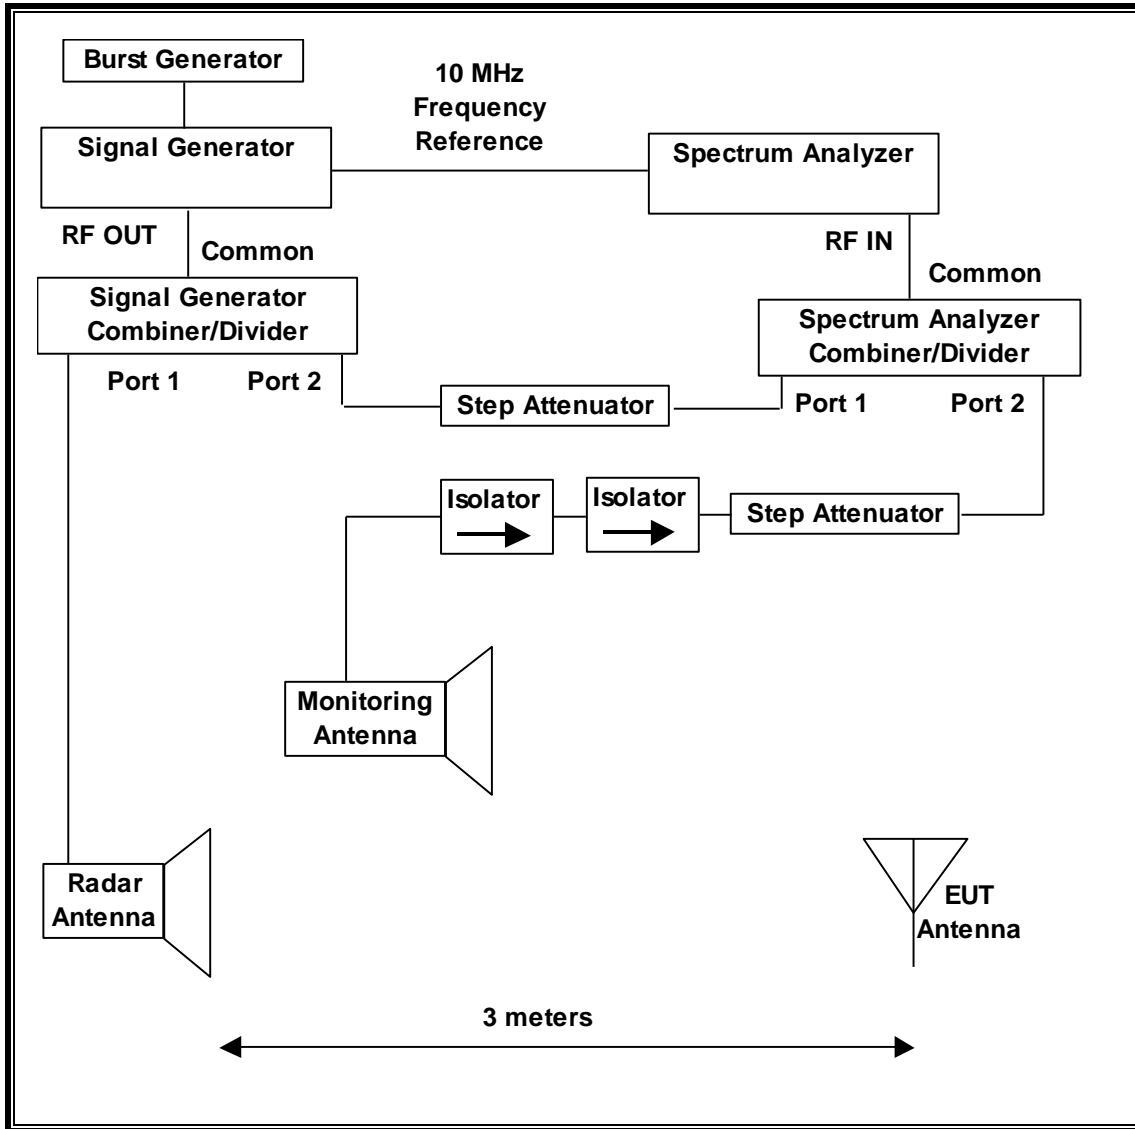 Burst Generator
10 MHz
Frequency
Reference
Signal Generator
Spectrum Analyzer
RF OUT
Common
RF IN
Common
Signal Generator
Combiner/Divider
Spectrum Analyzer
Combiner/Divider
Port 1
Port 2
Step Attenuator
Port 1
Port 2
Isolator
Isolator
Step Attenuator
Monitoring
Antenna
Radar
Antenna
EUT
Antenna
3 meters